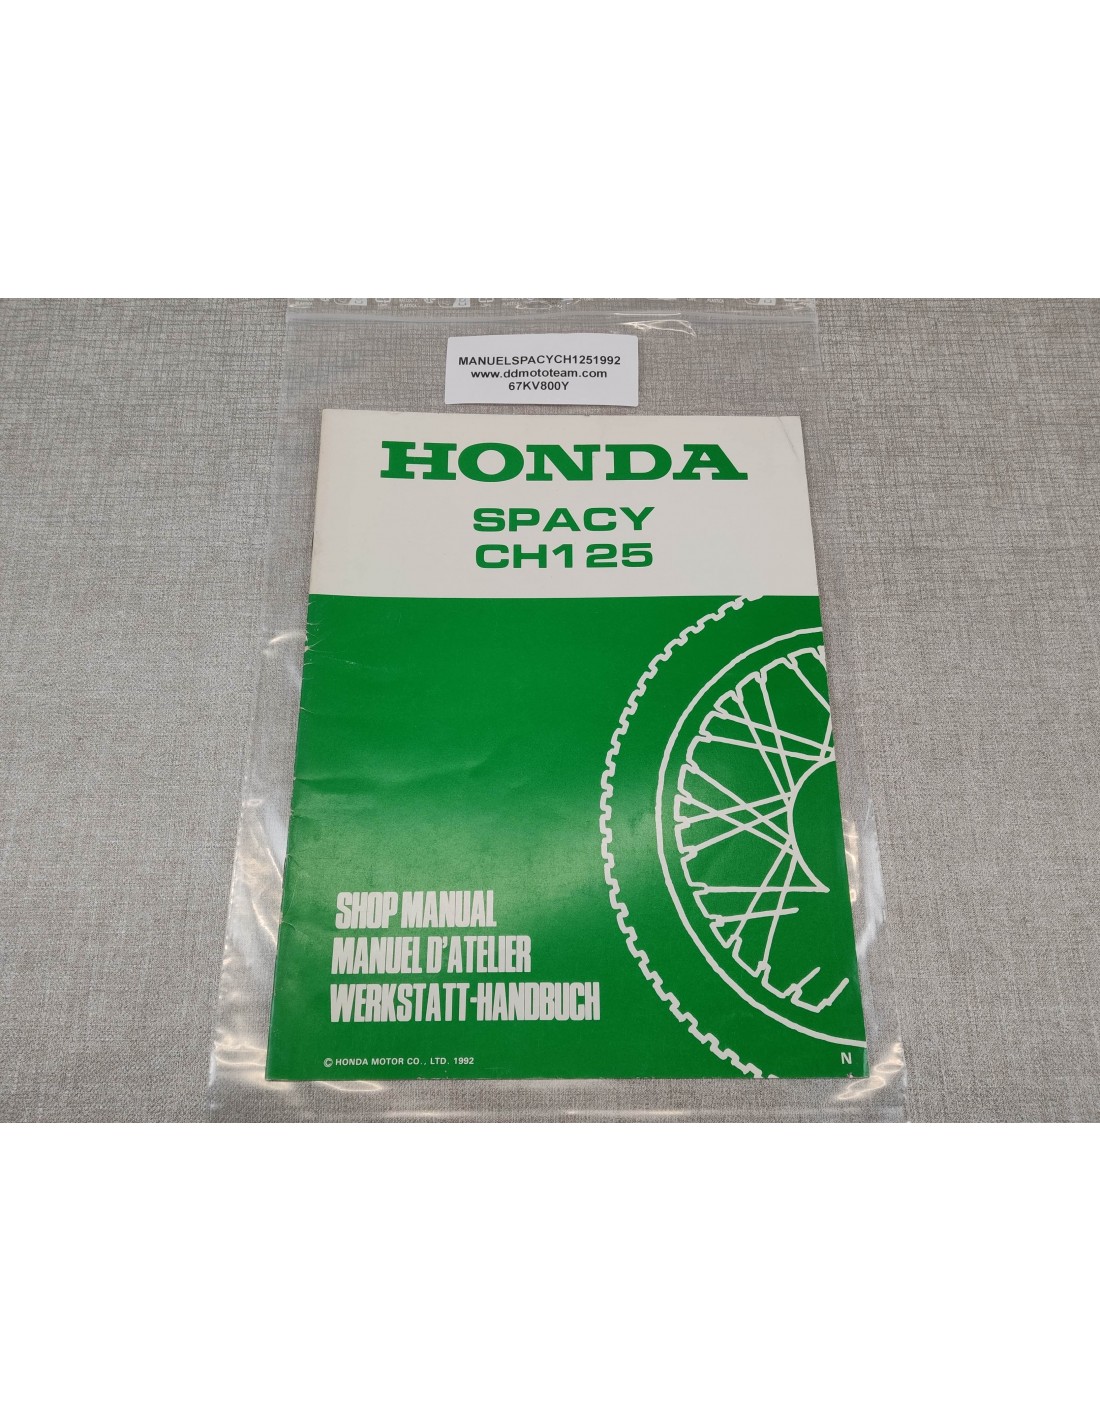 MANUELSPACYCH1251992
www.ddmototeam.com
67KV800Y
HONDA
SPACY
CH125
SHOP MANUAL
MANUEL D'ATELIER
WERKSTATT-HANDBUCH
© HONDA MOTOR CO., LTD. 1992
N